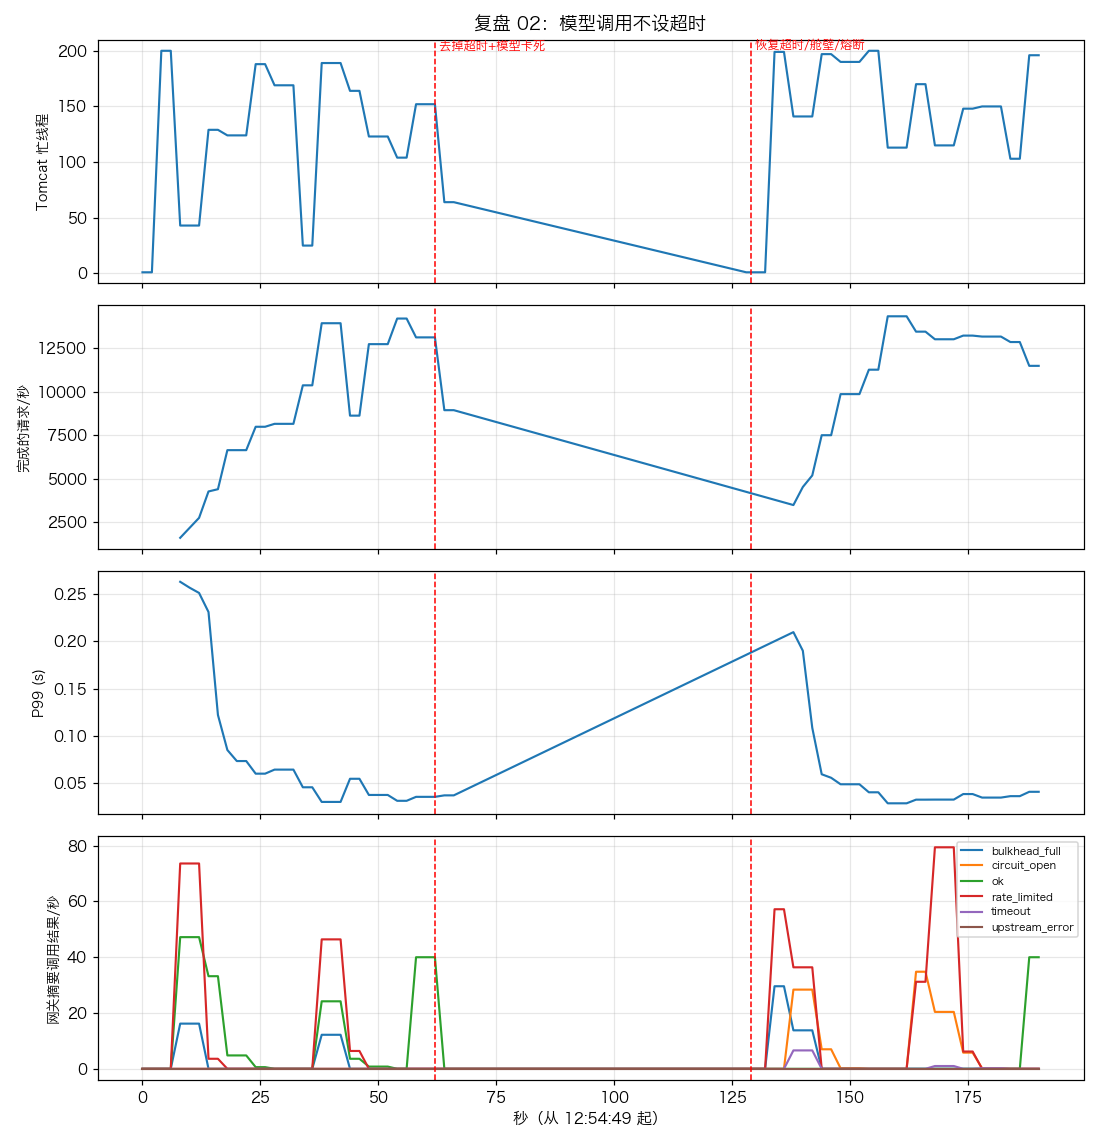 复盘 02：模型调用不设超时
去掉超时+模型卡死
恢复超时/舱壁/熔断
Tomcat 忙线程
200
150
100
50
0
完成的请求/秒
12500
10000
7500
5000
2500
P99 (s)
0.25
0.20
0.15
0.10
0.05
网关摘要调用结果/秒
80
60
40
20
0
bulkhead_full
circuit_open
ok
rate_limited
timeout
upstream_error
0 25 50 75 100 125 150 175
秒（从 12:54:49 起）